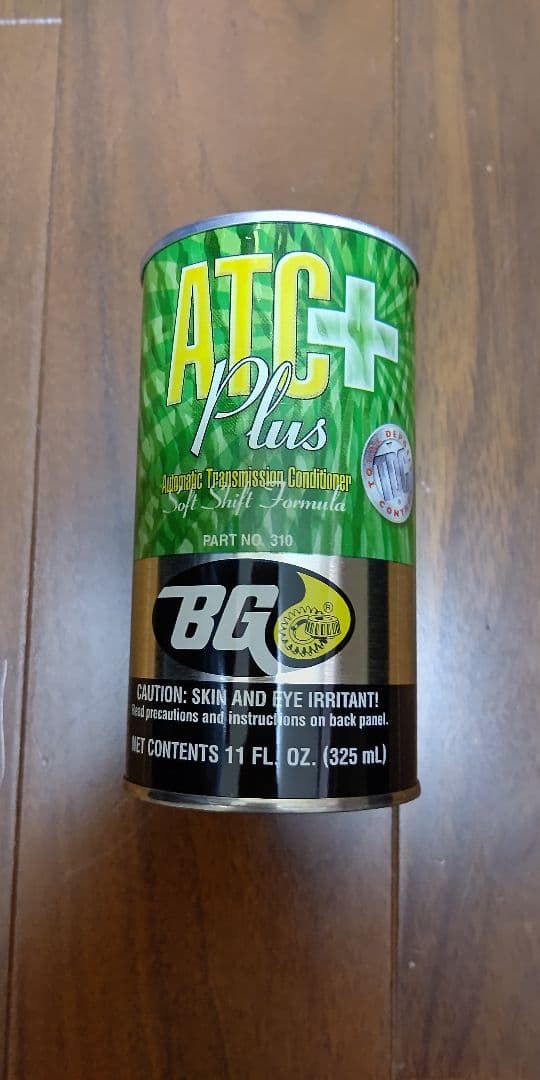 ATC+
Plus
Automatic Transmission Conditioner
Soft Shift Formula
PART NO. 310
BG®
CAUTION: SKIN AND EYE IRRITANT!
Read precautions and instructions on back panel.
NET CONTENTS 11 FL. OZ. (325 mL)